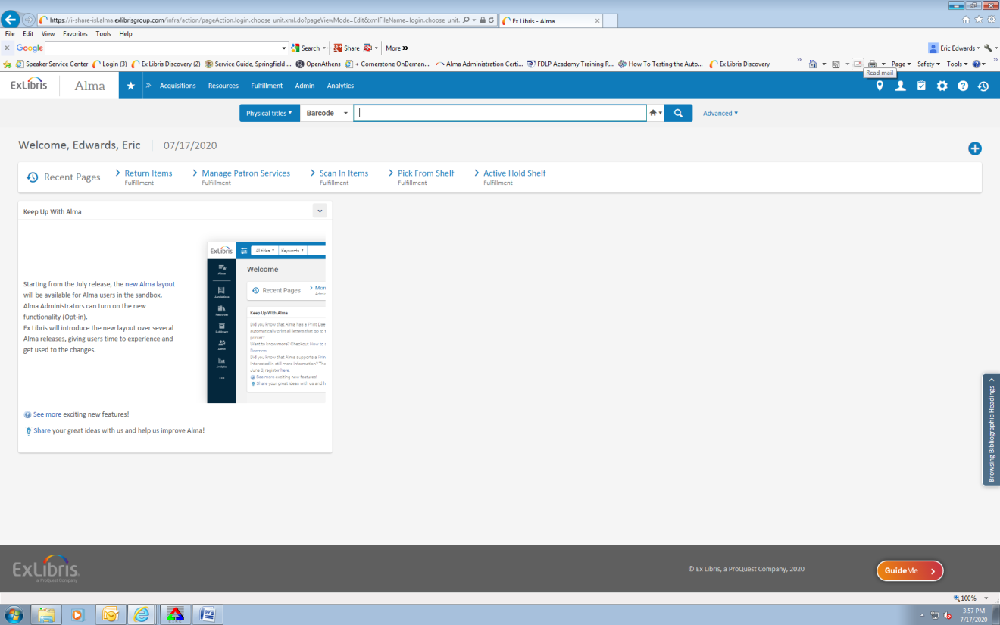 https://i-share-isl.alma.exlibrisgroup.com/infra/action/pageAction.login.choose_unit.xml.do?pageViewMode=Edit&xmlFileName=login.choose_unit.
Ex Libris - Alma
File Edit View Favorites Tools Help
x Google Search Share More »
Eric Edwards
Speaker Service Center Login (3) Ex Libris Discovery (2) Service Guide, Springfield ... OpenAthens + Cornerstone OnDeman... Alma Administration Certi... FDLP Academy Training R... How To Testing the Auto... Ex Libris Discovery » Page Safety Tools »
Read mail
ExLibris Alma » Acquisitions Resources Fulfillment Admin Analytics
Physical titles Barcode Advanced
Welcome, Edwards, Eric 07/17/2020
Recent Pages
Return Items
Fulfillment
Manage Patron Services
Fulfillment
Scan In Items
Fulfillment
Pick From Shelf
Fulfillment
Active Hold Shelf
Fulfillment
Keep Up With Alma
Starting from the July release, the new Alma layout
will be available for Alma users in the sandbox.
Alma Administrators can turn on the new
functionality (Opt-in).
Ex Libris will introduce the new layout over several
Alma releases, giving users time to experience and
get used to the changes.
ExLibris All titles Keywords
Alma
Acquisitions
Resources
Fulfillment
Admin
Analytics
...
Welcome
Recent Pages
Mon
Admi
Keep Up With Alma
Did you know that Alma has a Print Dae
automatically print all letters that go to t
printer?
Want to know more? Checkout How to
Daemon
Did you know that Alma supports a Prin
Interested in still more information? Th
June 8, register here.
See more exciting new features!
Share your great ideas with us and h
See more exciting new features!
Share your great ideas with us and help us improve Alma!
Browsing Bibliographic Headings
ExLibris
a ProQuest Company
© Ex Libris, a ProQuest Company, 2020
GuideMe
100%
3:57 PM
7/17/2020